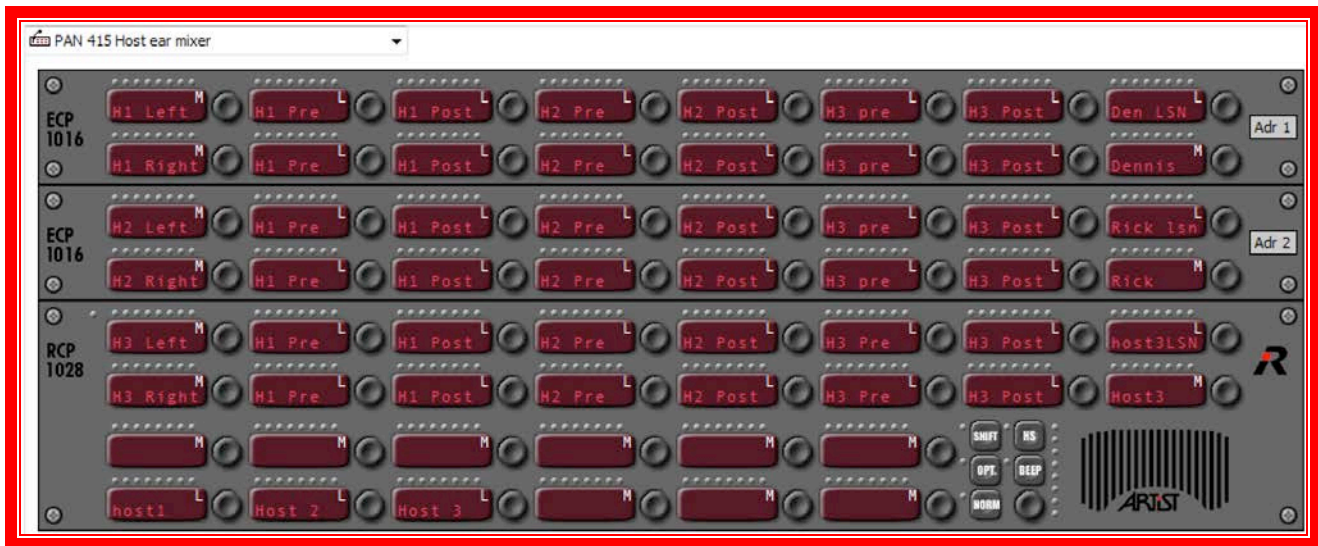 PAN 415 Host ear mixer
ECP 1016
H1 Left M H1 Pre L H1 Post L H2 Pre L H2 Post L H3 pre L H3 Post L Den LSN L
Adr 1
H1 Right M H1 Pre L H1 Post L H2 Pre L H2 Post L H3 pre L H3 Post L Dennis M
ECP 1016
H2 Left M H1 Pre L H1 Post L H2 Pre L H2 Post L H3 pre L H3 Post L Rick lsn L
Adr 2
H2 Right M H1 Pre L H1 Post L H2 Pre L H2 Post L H3 pre L H3 Post L Rick M
RCP 1028
H3 Left M H1 Pre L H1 Post L H2 Pre L H2 Post L H3 Pre L H3 Post L host3LSN L
R
H3 Right M H1 Pre L H1 Post L H2 Pre L H2 Post L H3 Pre L H3 Post L Host3 M
M M M M M M SHIFT HS
OPT. BEEP
host1 L Host 2 L Host 3 L M M M NORM
ARTIST